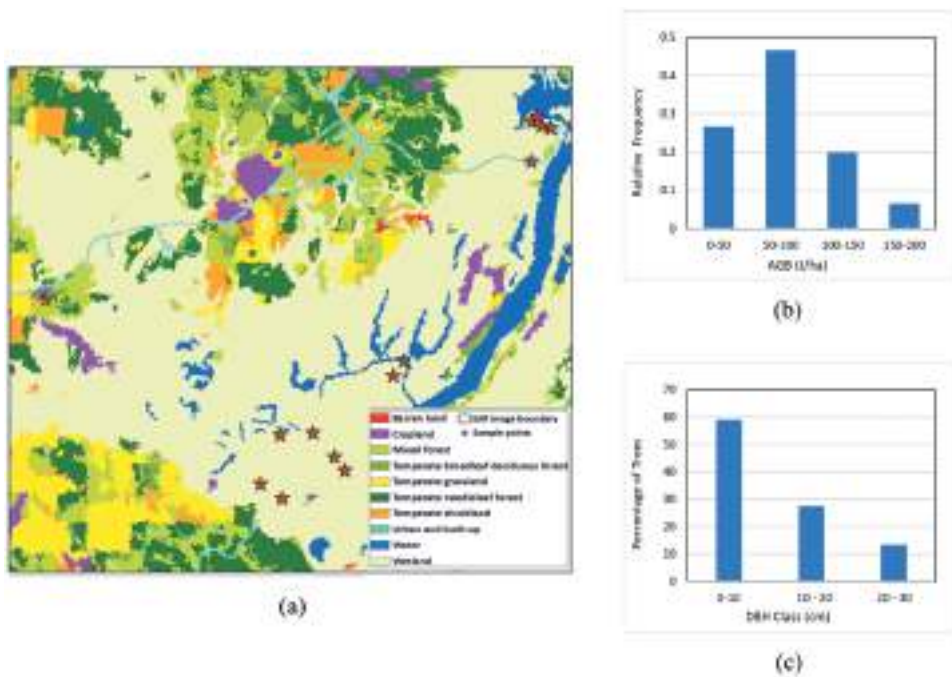 Barren land
SAR image boundary
Cropland
Sample points
Mixed forest
Temperate broadleaf deciduous forest
Temperate grassland
Temperate needleleaf forest
Temperate shrubland
Urban and built-up
Water
Wetland
(a)
0.5
0.4
0.3
0.2
0.1
0
Relative Frequency
0-50
50-100
100-150
150-200
AGB (t/ha)
(b)
70
60
50
40
30
20
10
0
Percentage of Trees
0-10
10 - 20
20 - 30
DBH Class (cm)
(c)